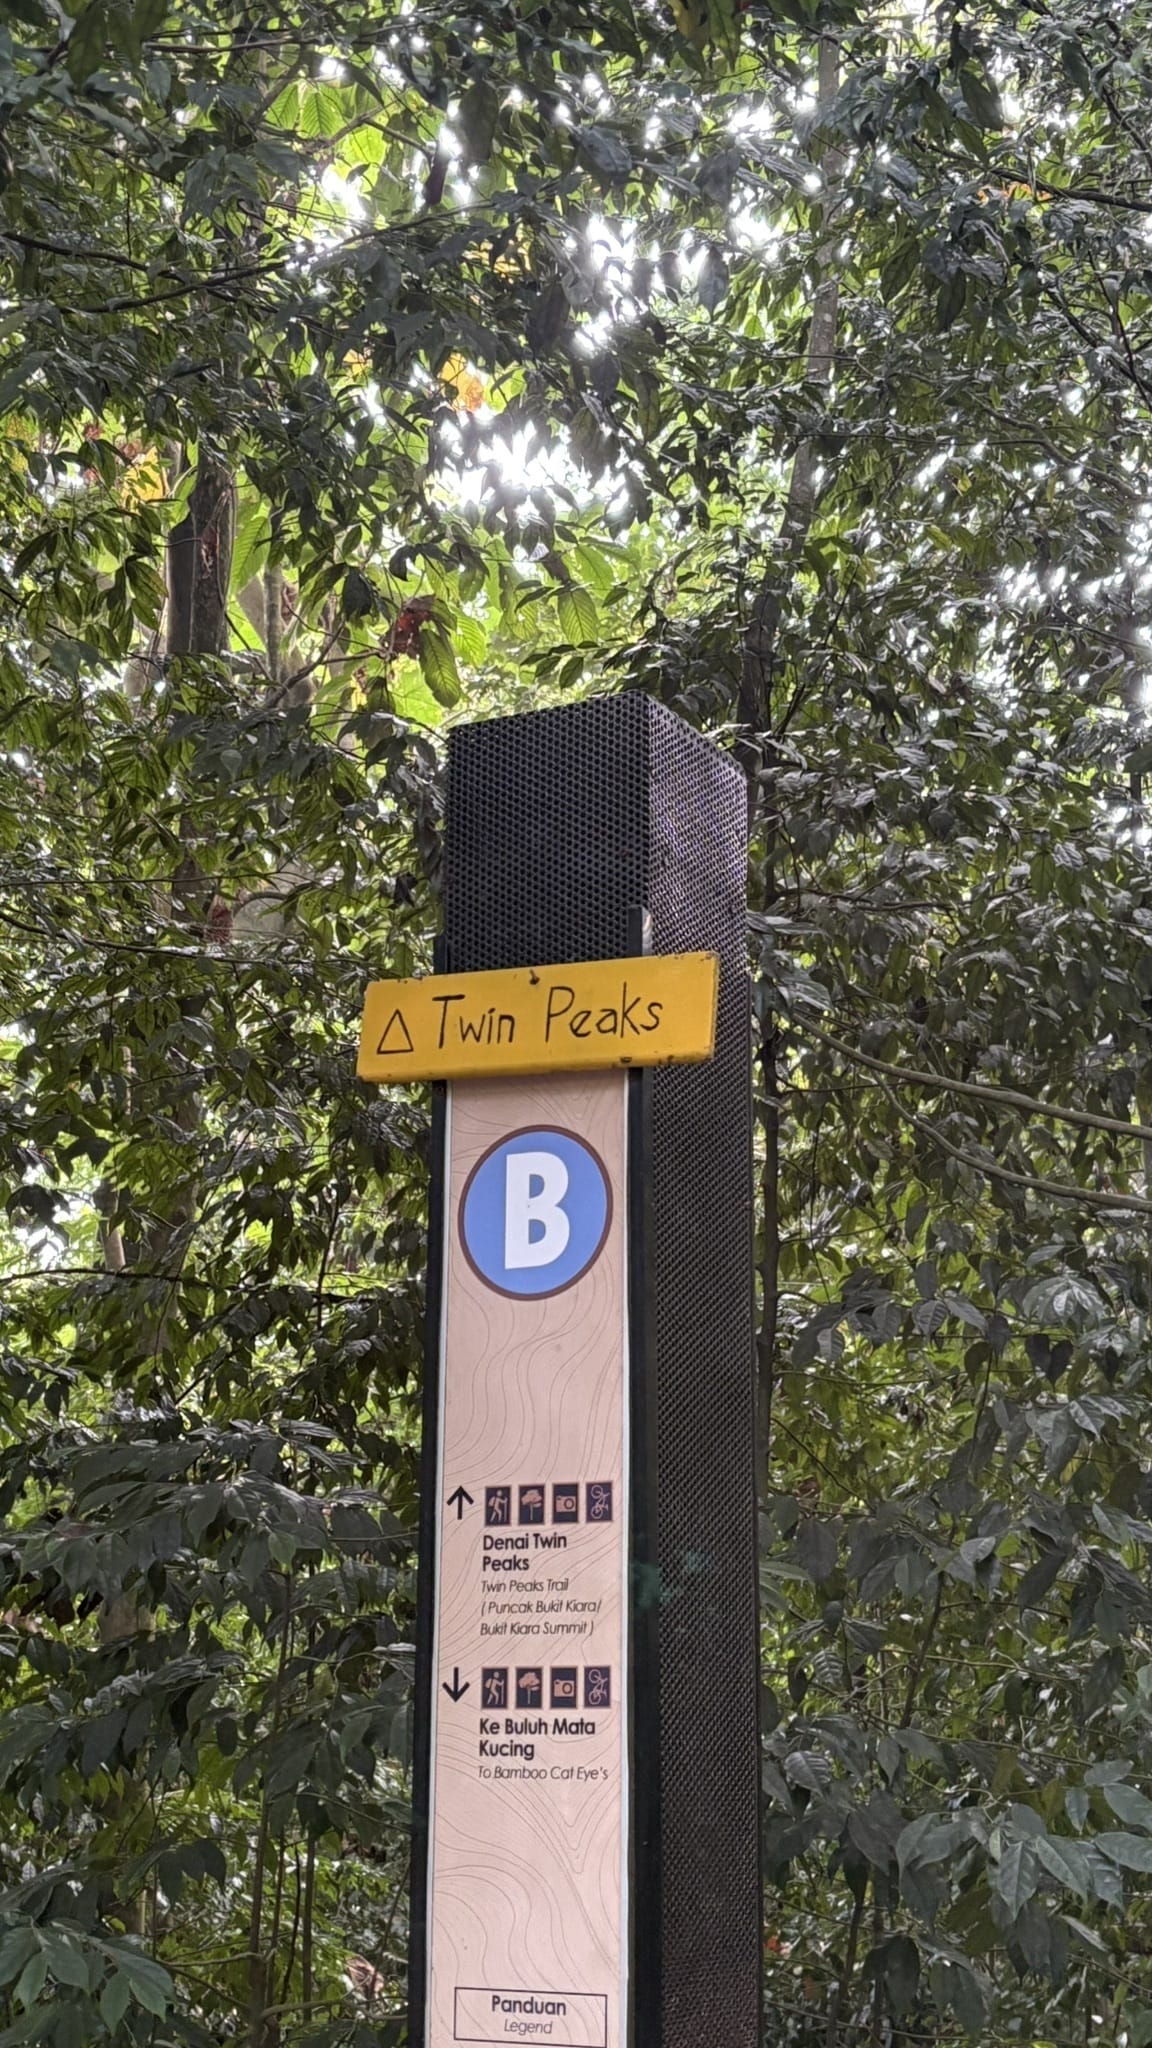 △ Twin Peaks
B
↑
Denai Twin
Peaks
Twin Peaks Trail
( Puncak Bukit Kiara/
Bukit Kiara Summit )
↓
Ke Buluh Mata
Kucing
To Bamboo Cat Eye's
Panduan
Legend